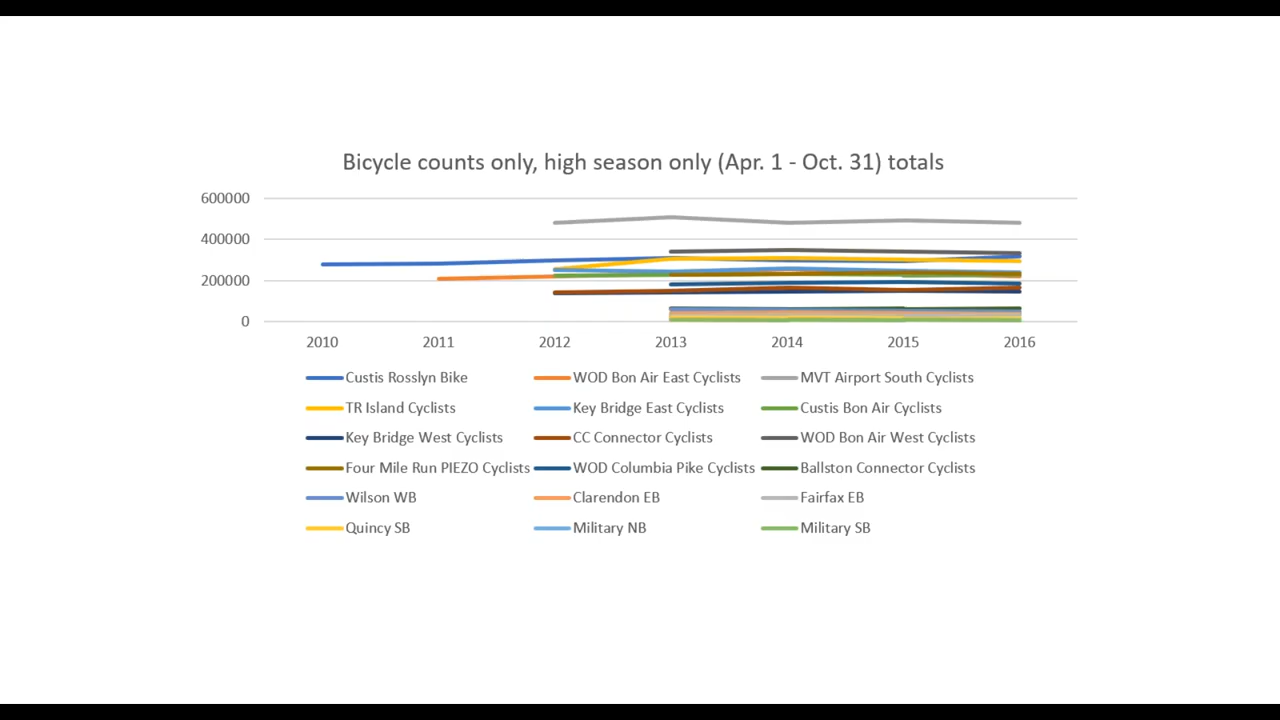 Bicycle counts only, high season only (Apr. 1 - Oct. 31) totals
600000
400000
200000
0
2010 2011 2012 2013 2014 2015 2016
Custis Rosslyn Bike WOD Bon Air East Cyclists MVT Airport South Cyclists
TR Island Cyclists Key Bridge East Cyclists Custis Bon Air Cyclists
Key Bridge West Cyclists CC Connector Cyclists WOD Bon Air West Cyclists
Four Mile Run PIEZO Cyclists WOD Columbia Pike Cyclists Ballston Connector Cyclists
Wilson WB Clarendon EB Fairfax EB
Quincy SB Military NB Military SB